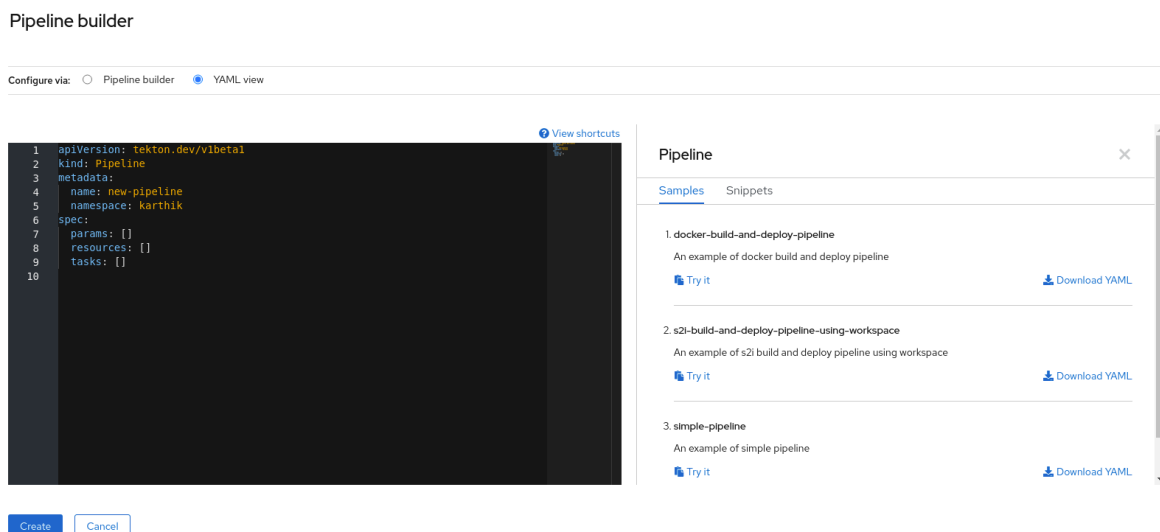 Pipeline builder
Configure via: Pipeline builder YAML view
View shortcuts
1 apiVersion: tekton.dev/v1beta1
2 kind: Pipeline
3 metadata:
4 name: new-pipeline
5 namespace: karthik
6 spec:
7 params: []
8 resources: []
9 tasks: []
10
Pipeline
Samples Snippets
1. docker-build-and-deploy-pipeline
An example of docker build and deploy pipeline
Try it Download YAML
2. s2i-build-and-deploy-pipeline-using-workspace
An example of s2i build and deploy pipeline using workspace
Try it Download YAML
3. simple-pipeline
An example of simple pipeline
Try it Download YAML
Create Cancel